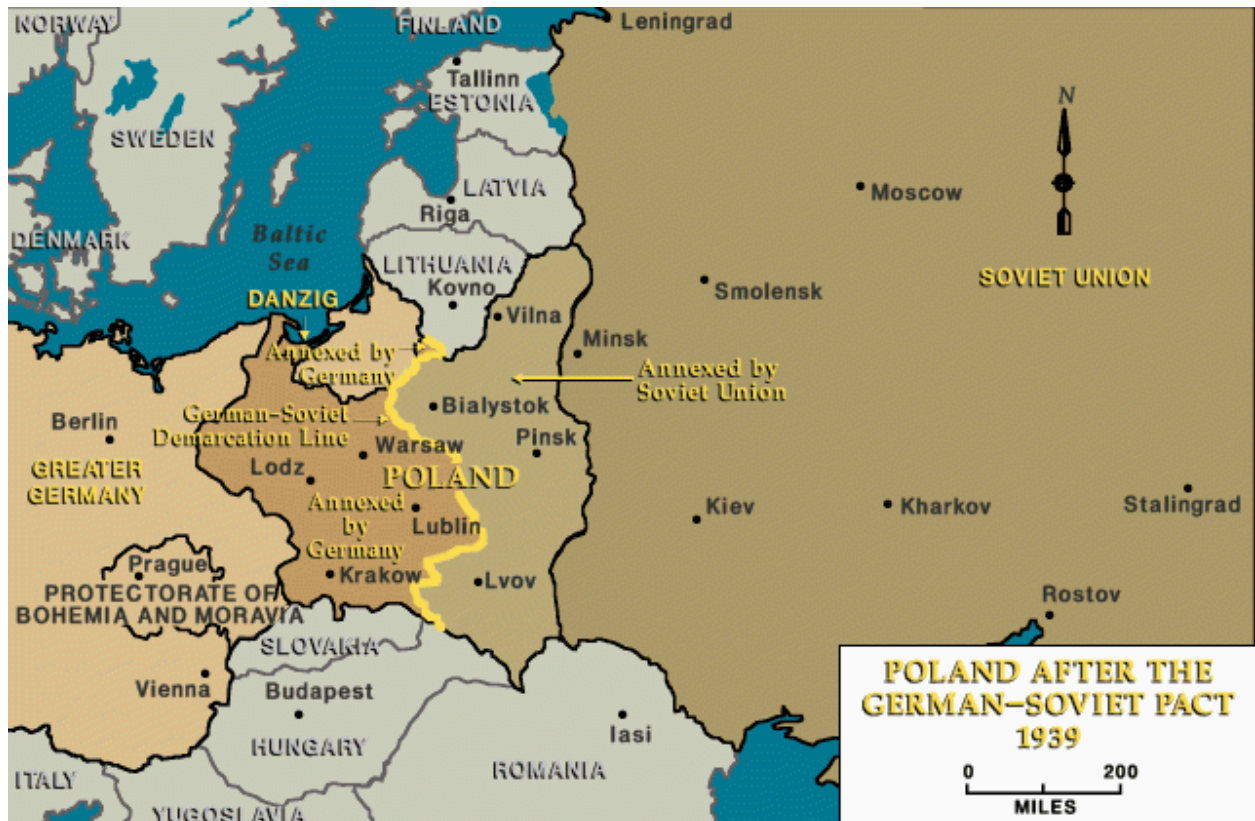 NORWAY
FINLAND
Leningrad
Tallinn
ESTONIA
N
SWEDEN
LATVIA
Moscow
Riga
DENMARK
Baltic
Sea
LITHUANIA
Kovno
SOVIET UNION
Smolensk
DANZIG
Vilna
Minsk
Annexed by
Germany
Annexed by
Soviet Union
Bialystok
German-Soviet
Demarcation Line
Berlin
Pinsk
Warsaw
Lodz
POLAND
GREATER
GERMANY
Annexed
by
Germany
Lublin
Kiev
Kharkov
Stalingrad
Prague
Krakow
Lvov
PROTECTORATE OF
BOHEMIA AND MORAVIA
Rostov
SLOVAKIA
Vienna
Budapest
HUNGARY
Iasi
ROMANIA
ITALY
YUGOSLAVIA
POLAND AFTER THE
GERMAN-SOVIET PACT
1939
0 200
MILES